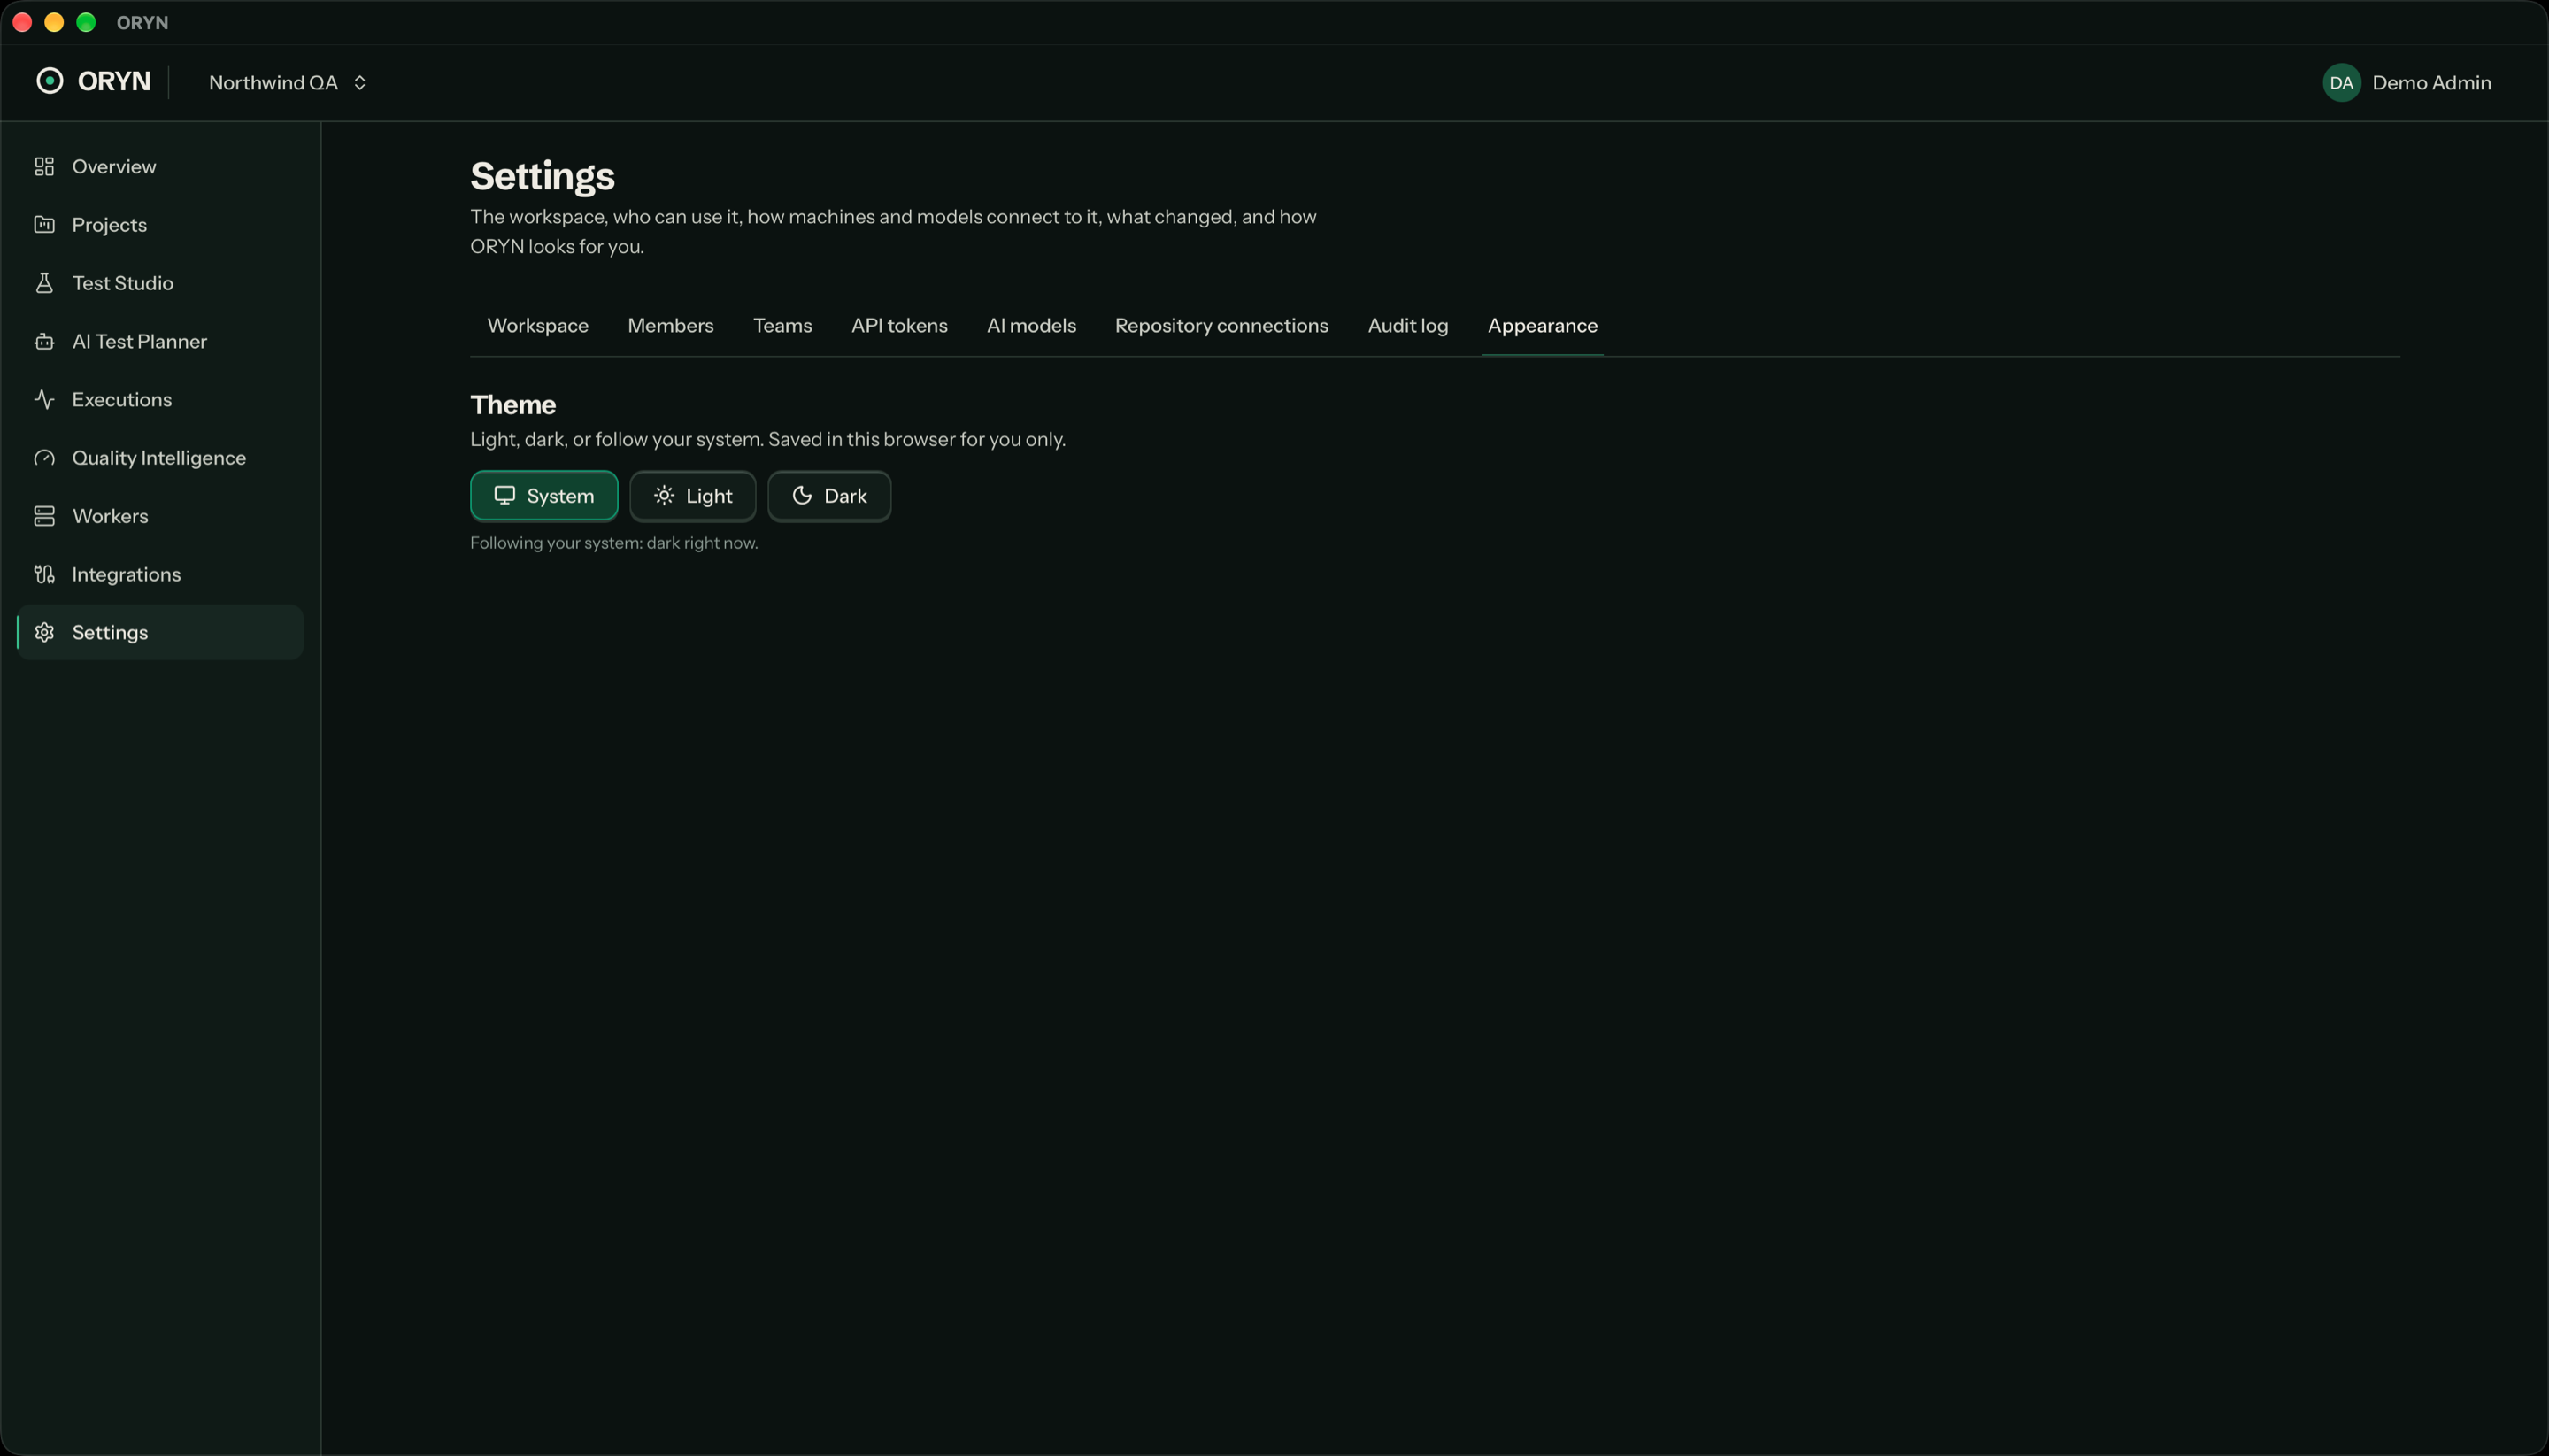 ORYN
ORYN
Northwind QA
DA
Demo Admin
Overview
Projects
Test Studio
AI Test Planner
Executions
Quality Intelligence
Workers
Integrations
Settings
Settings
The workspace, who can use it, how machines and models connect to it, what changed, and how
ORYN looks for you.
Workspace Members Teams API tokens AI models Repository connections Audit log Appearance
Theme
Light, dark, or follow your system. Saved in this browser for you only.
System Light Dark
Following your system: dark right now.